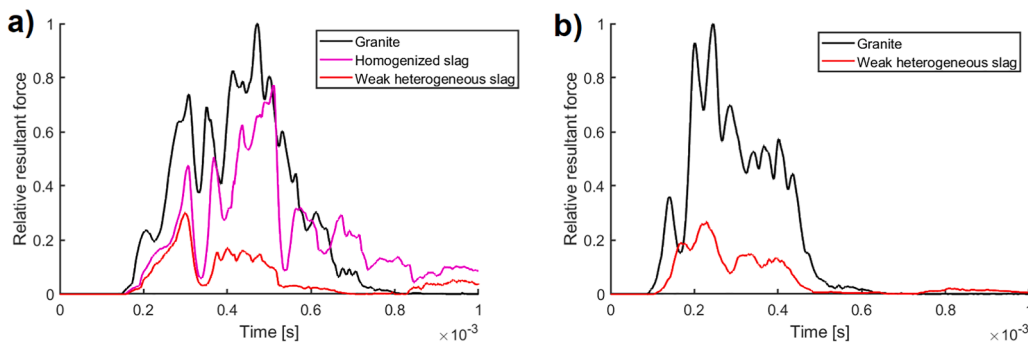 a)
Relative resultant force
1
0.8
0.6
0.4
0.2
0
Granite
Homogenized slag
Weak heterogeneous slag
0 0.2 0.4 0.6 0.8 1
Time [s]
×10⁻³
b)
Relative resultant force
1
0.8
0.6
0.4
0.2
0
Granite
Weak heterogeneous slag
0 0.2 0.4 0.6 0.8 1
Time [s]
×10⁻³